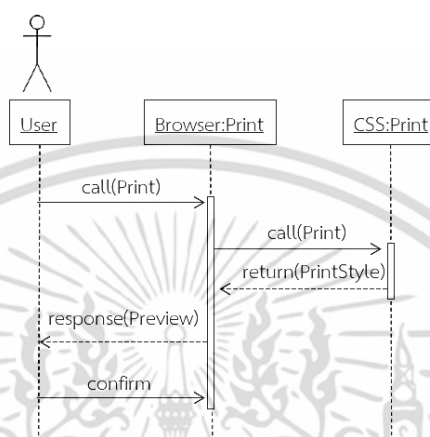 User
Browser:Print
CSS:Print
call(Print)
call(Print)
return(PrintStyle)
response(Preview)
confirm